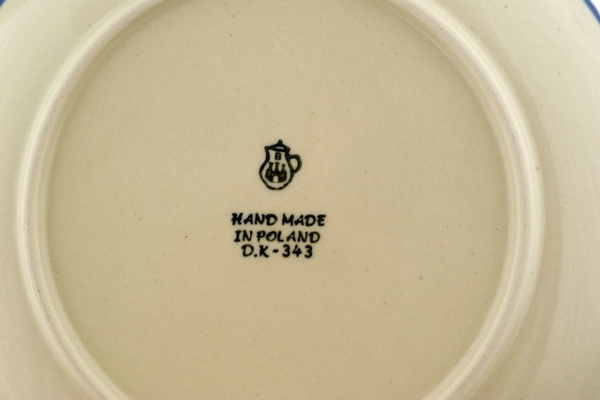 B
HAND MADE
IN POLAND
D.K-343